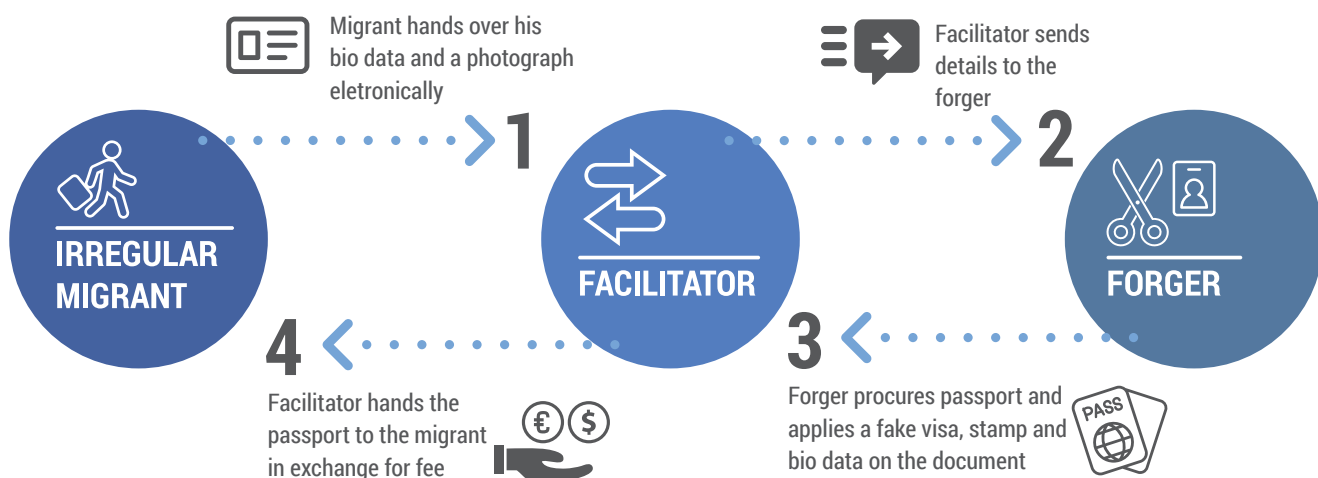 Migrant hands over his
bio data and a photograph
eletronically
1
Facilitator sends
details to the
forger
2
IRREGULAR
MIGRANT
FACILITATOR
FORGER
4
Facilitator hands the
passport to the migrant
in exchange for fee
€ $
3
Forger procures passport and
applies a fake visa, stamp and
bio data on the document
PASS